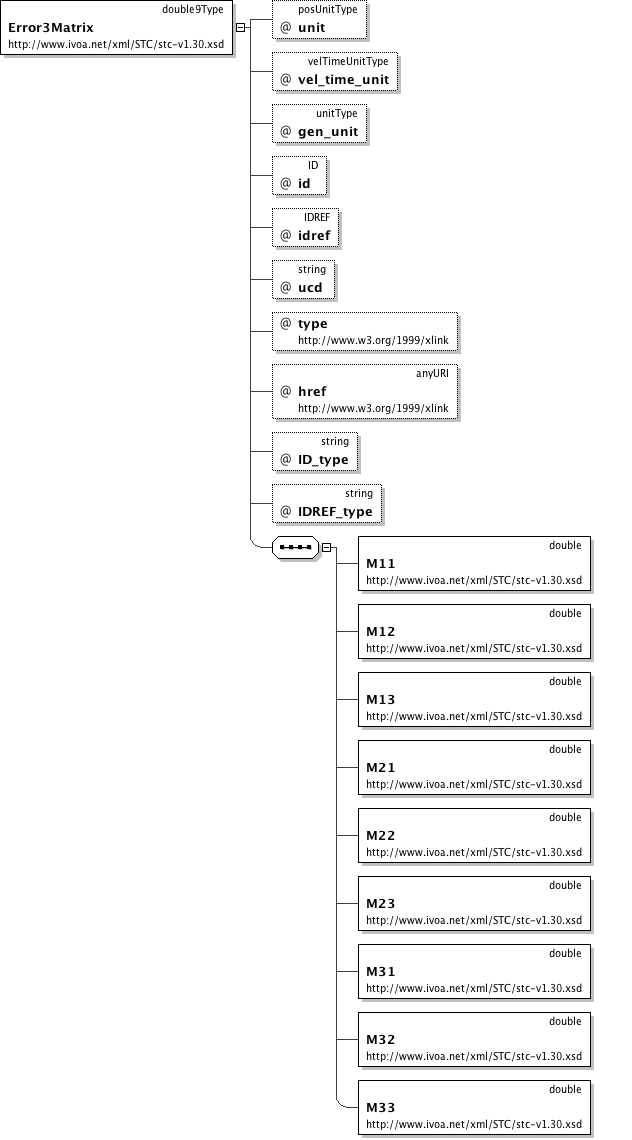 double9Type
Error3Matrix
http://www.ivoa.net/xml/STC/stc-v1.30.xsd
posUnitType
@ unit
velTimeUnitType
@ vel_time_unit
unitType
@ gen_unit
ID
@ id
IDREF
@ idref
string
@ ucd
@ type
http://www.w3.org/1999/xlink
anyURI
@ href
http://www.w3.org/1999/xlink
string
@ ID_type
string
@ IDREF_type
double
M11
http://www.ivoa.net/xml/STC/stc-v1.30.xsd
double
M12
http://www.ivoa.net/xml/STC/stc-v1.30.xsd
double
M13
http://www.ivoa.net/xml/STC/stc-v1.30.xsd
double
M21
http://www.ivoa.net/xml/STC/stc-v1.30.xsd
double
M22
http://www.ivoa.net/xml/STC/stc-v1.30.xsd
double
M23
http://www.ivoa.net/xml/STC/stc-v1.30.xsd
double
M31
http://www.ivoa.net/xml/STC/stc-v1.30.xsd
double
M32
http://www.ivoa.net/xml/STC/stc-v1.30.xsd
double
M33
http://www.ivoa.net/xml/STC/stc-v1.30.xsd